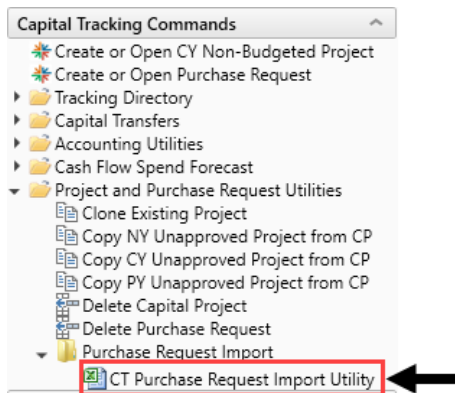 Capital Tracking Commands
Create or Open CY Non-Budgeted Project
Create or Open Purchase Request
Tracking Directory
Capital Transfers
Accounting Utilities
Cash Flow Spend Forecast
Project and Purchase Request Utilities
Clone Existing Project
Copy NY Unapproved Project from CP
Copy CY Unapproved Project from CP
Copy PY Unapproved Project from CP
Delete Capital Project
Delete Purchase Request
Purchase Request Import
CT Purchase Request Import Utility